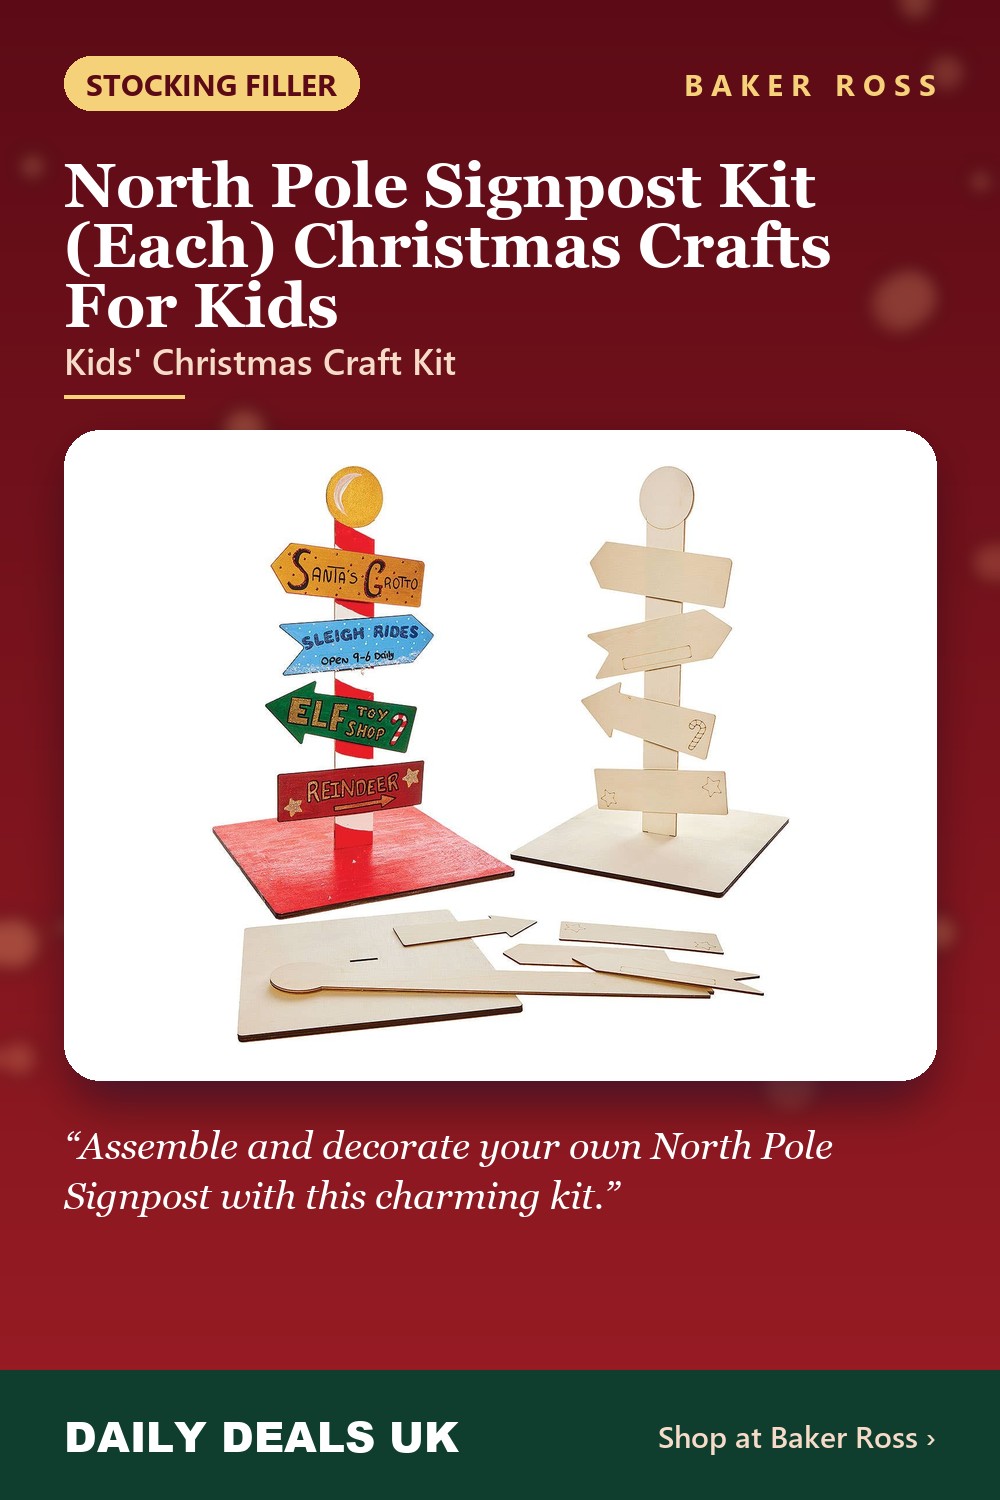 STOCKING FILLER
BAKER ROSS
North Pole Signpost Kit
(Each) Christmas Crafts
For Kids
Kids' Christmas Craft Kit
SANTA'S GROTTO
SLEIGH RIDES
OPEN 9-6 Daily
ELF TOY
SHOP
REINDEER
“Assemble and decorate your own North Pole
Signpost with this charming kit.”
DAILY DEALS UK
Shop at Baker Ross ›